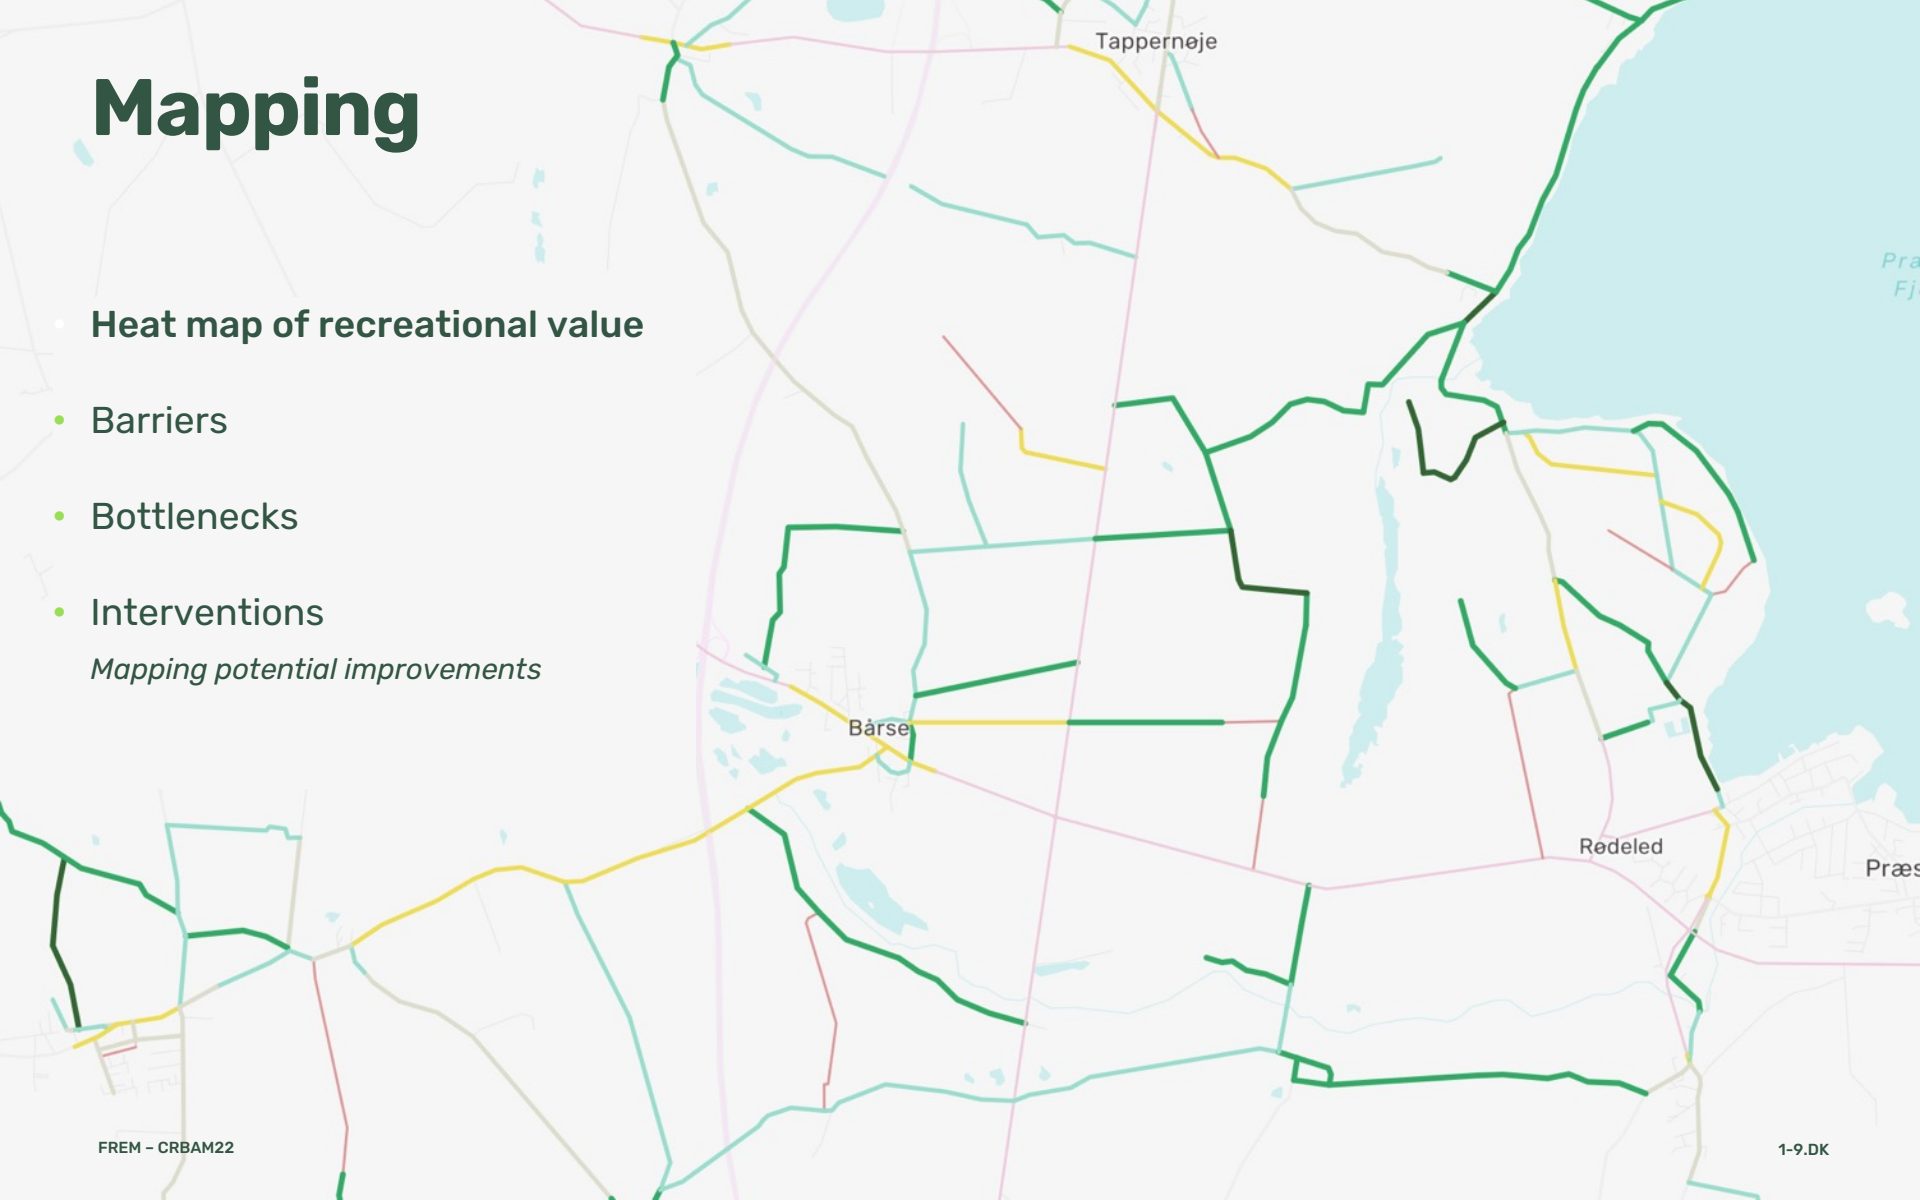 Mapping
Heat map of recreational value
Barriers
Bottlenecks
Interventions
Mapping potential improvements
Tappernøje
Bårse
Rødeled
FREM – CRBAM22
1-9.DK